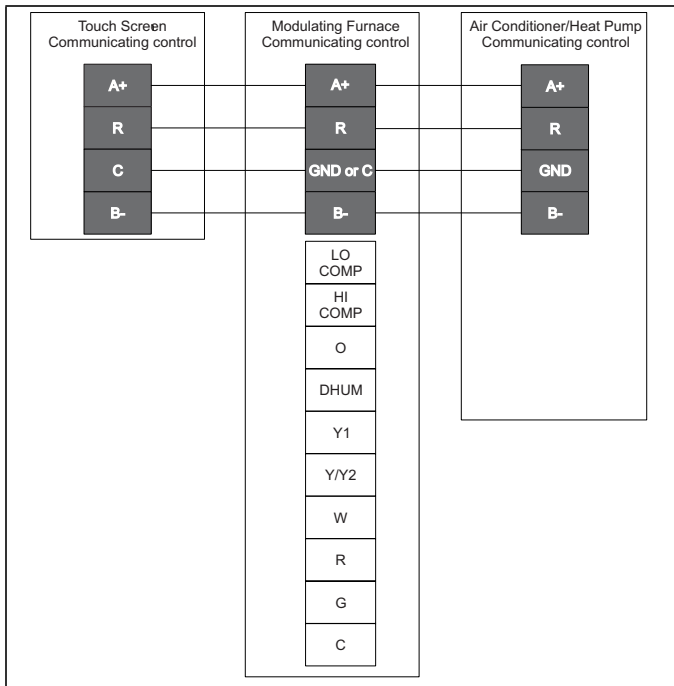 Touch Screen
Communicating control
Modulating Furnace
Communicating control
Air Conditioner/Heat Pump
Communicating control
A+
A+
A+
R
R
R
C
GND or C
GND
B-
B-
B-
LO
COMP
HI
COMP
O
DHUM
Y1
Y/Y2
W
R
G
C